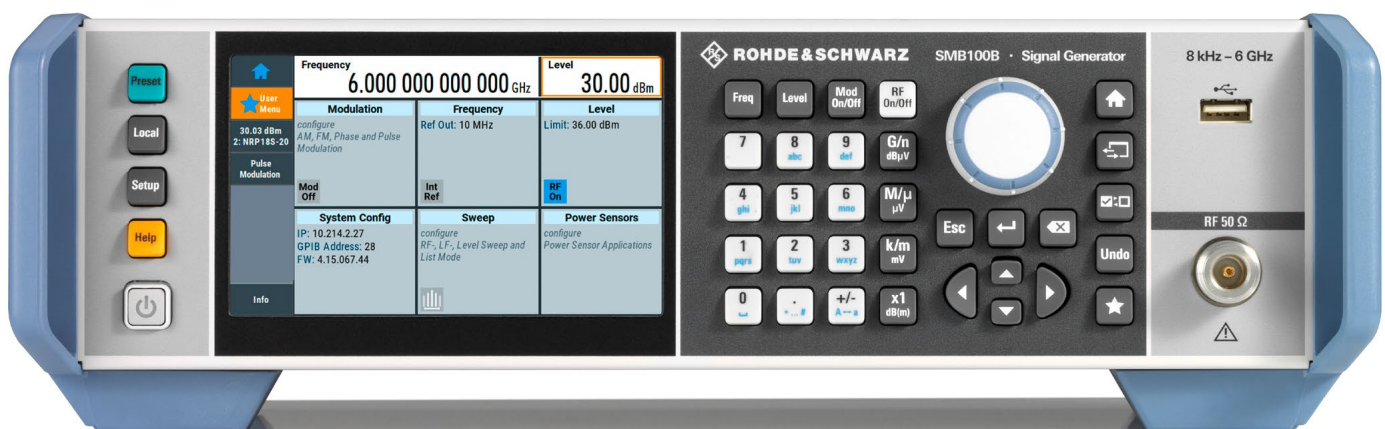 Preset
Local
Setup
Help
User
Menu
30.03 dBm
2: NRP18S-20
Pulse
Modulation
Info
Frequency
6.000 000 000 000 GHz
Level
30.00 dBm
Modulation
configure
AM, FM, Phase and Pulse
Modulation
Mod
Off
Frequency
Ref Out: 10 MHz
Int
Ref
Level
Limit: 36.00 dBm
RF
On
System Config
IP: 10.214.2.27
GPIB Address: 28
FW: 4.15.067.44
Sweep
configure
RF-, LF-, Level Sweep and
List Mode
Power Sensors
configure
Power Sensor Applications
R/S ROHDE&SCHWARZ SMB100B · Signal Generator
Freq
Level
Mod
On/Off
RF
On/Off
7
8
abc
9
def
G/n
dBµV
4
ghi
5
jkl
6
mno
M/µ
µV
1
pqrs
2
tuv
3
wxyz
k/m
mV
0
.
* ... #
+/-
A↔a
x1
dB(m)
Esc
Undo
8 kHz – 6 GHz
RF 50 Ω